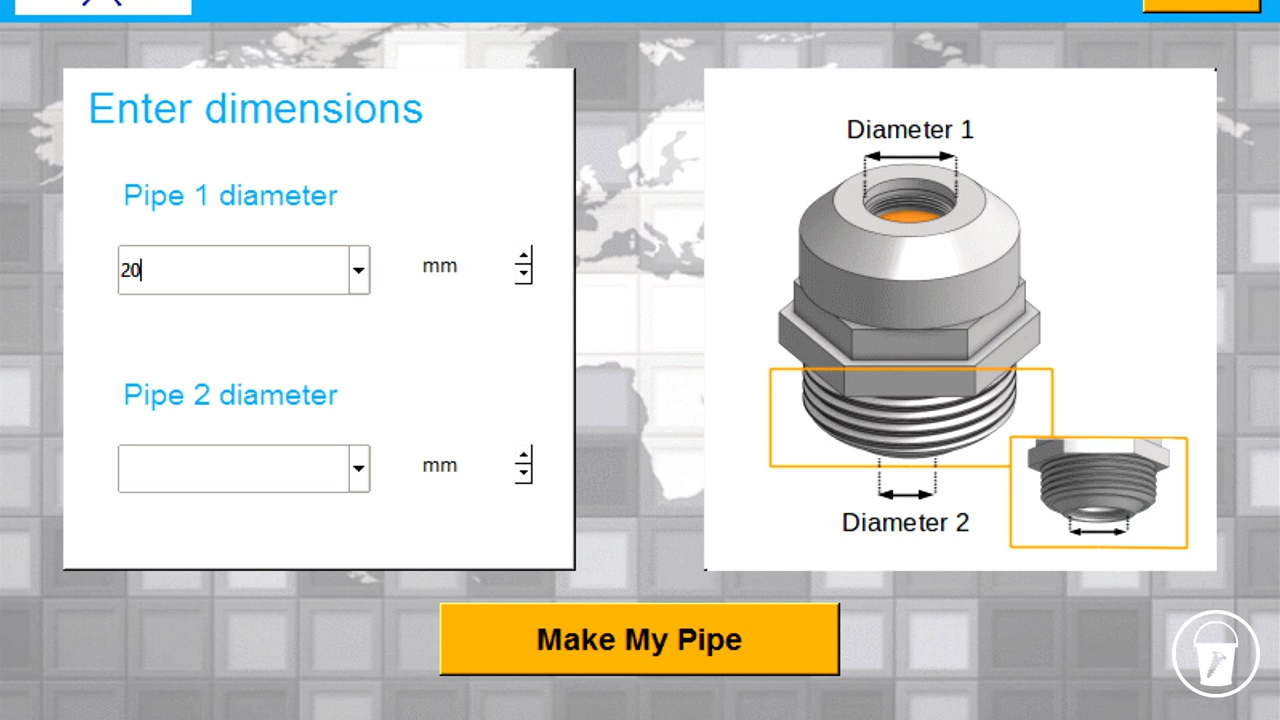 Enter dimensions
Pipe 1 diameter
20
mm
Pipe 2 diameter
mm
Diameter 1
Diameter 2
Make My Pipe